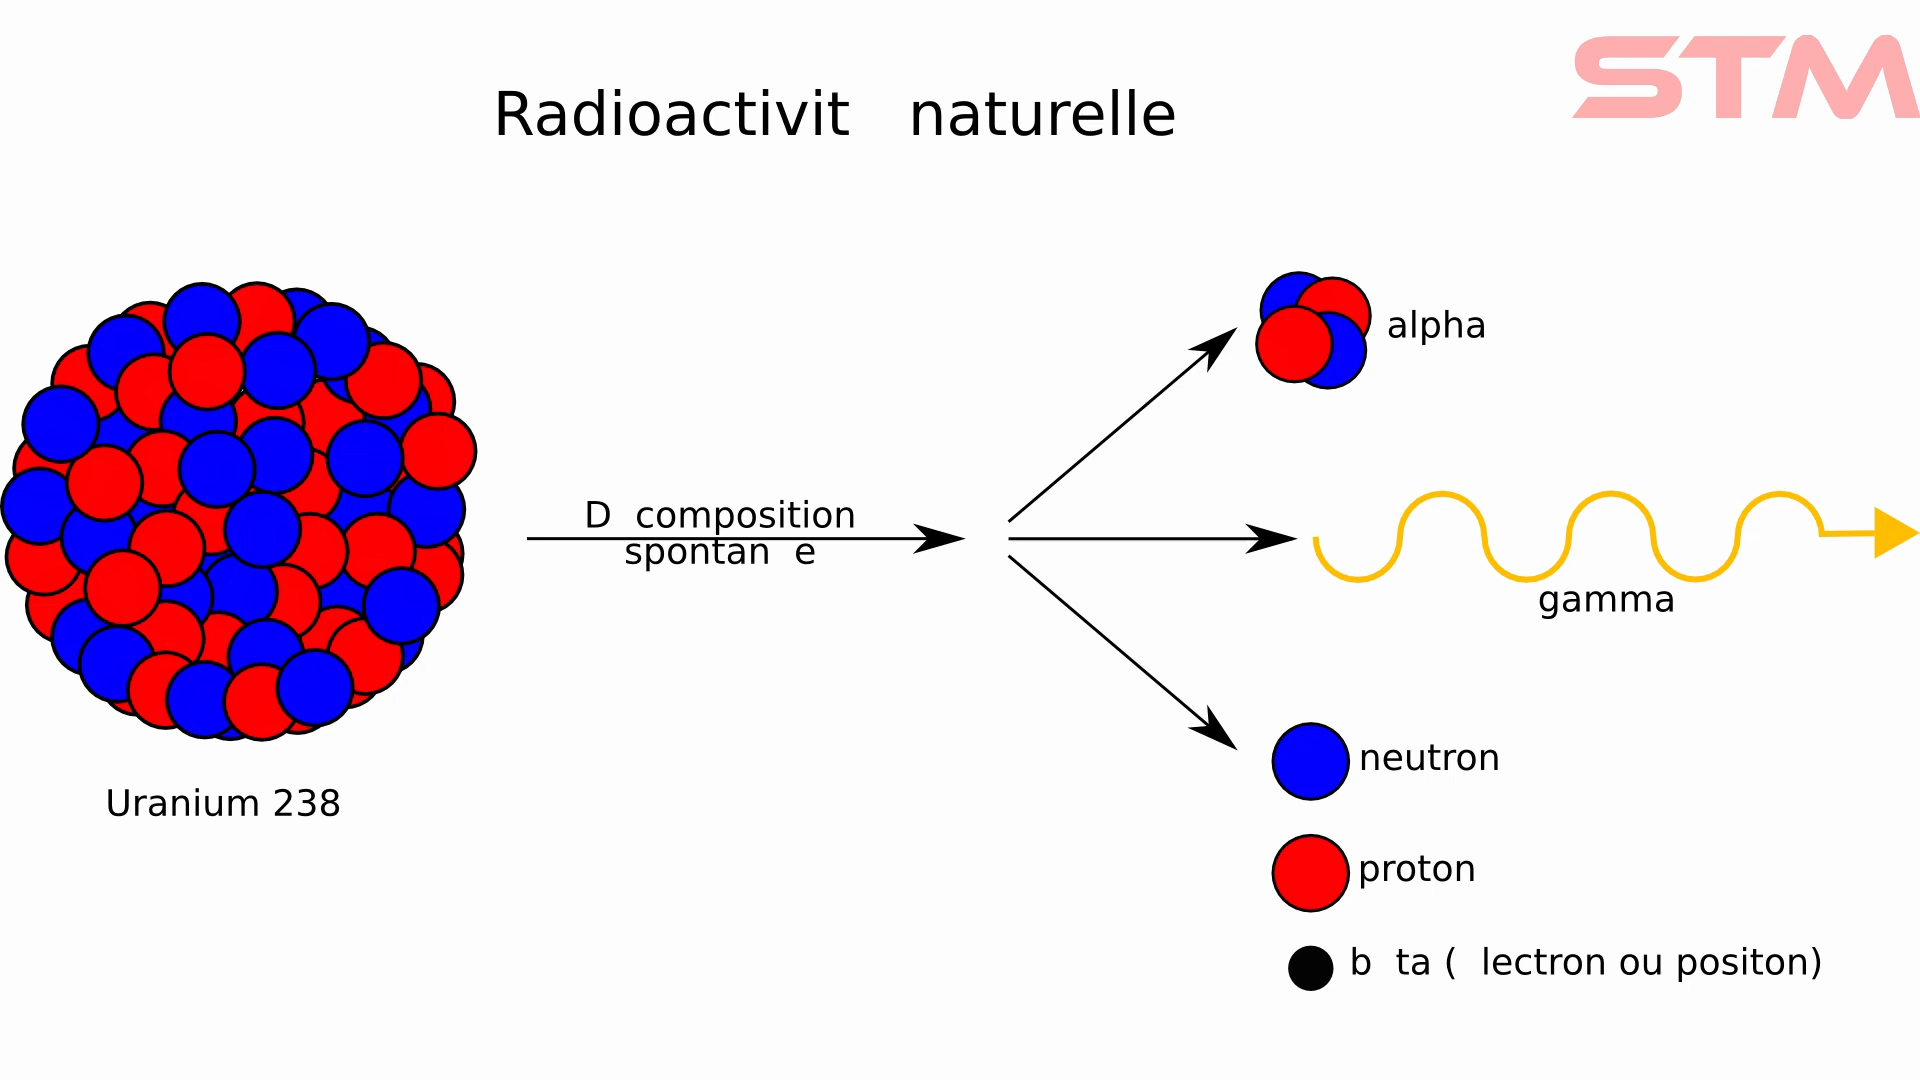 STM
Radioactivit naturelle
alpha
D composition
spontan e
gamma
neutron
Uranium 238
proton
b ta ( lectron ou positon)